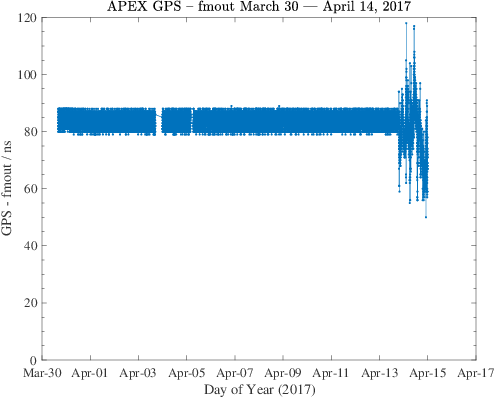 APEX GPS – fmout March 30 — April 14, 2017
GPS - fmout / ns
120
100
80
60
40
20
0
Mar-30 Apr-01 Apr-03 Apr-05 Apr-07 Apr-09 Apr-11 Apr-13 Apr-15 Apr-17
Day of Year (2017)